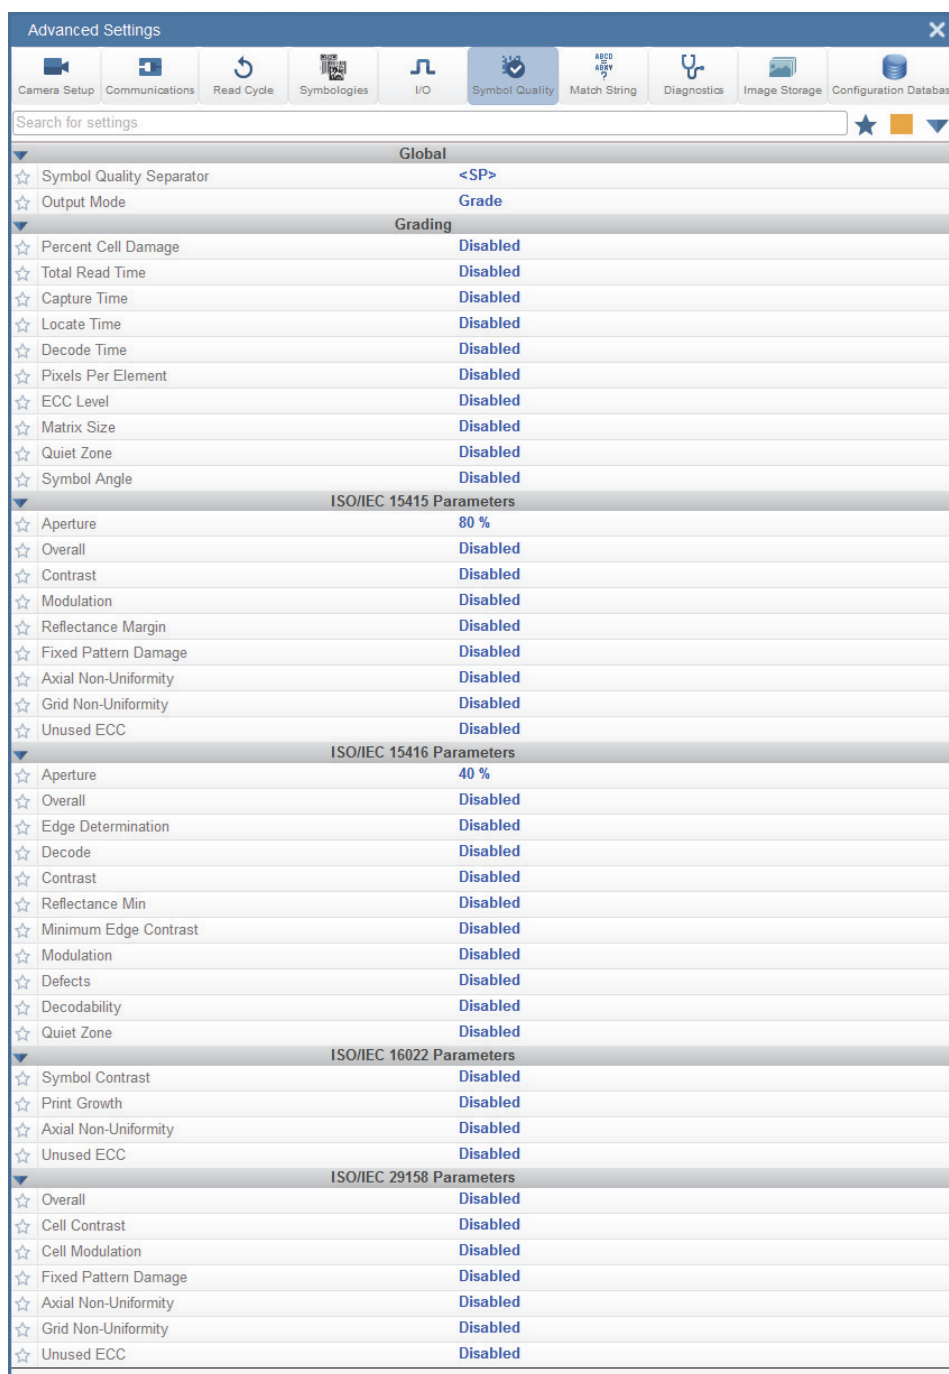 Advanced Settings
Camera Setup Communications Read Cycle Symbologies I/O Symbol Quality Match String Diagnostics Image Storage Configuration Databas
Search for settings
Global
Symbol Quality Separator <SP>
Output Mode Grade
Grading
Percent Cell Damage Disabled
Total Read Time Disabled
Capture Time Disabled
Locate Time Disabled
Decode Time Disabled
Pixels Per Element Disabled
ECC Level Disabled
Matrix Size Disabled
Quiet Zone Disabled
Symbol Angle Disabled
ISO/IEC 15415 Parameters
Aperture 80 %
Overall Disabled
Contrast Disabled
Modulation Disabled
Reflectance Margin Disabled
Fixed Pattern Damage Disabled
Axial Non-Uniformity Disabled
Grid Non-Uniformity Disabled
Unused ECC Disabled
ISO/IEC 15416 Parameters
Aperture 40 %
Overall Disabled
Edge Determination Disabled
Decode Disabled
Contrast Disabled
Reflectance Min Disabled
Minimum Edge Contrast Disabled
Modulation Disabled
Defects Disabled
Decodability Disabled
Quiet Zone Disabled
ISO/IEC 16022 Parameters
Symbol Contrast Disabled
Print Growth Disabled
Axial Non-Uniformity Disabled
Unused ECC Disabled
ISO/IEC 29158 Parameters
Overall Disabled
Cell Contrast Disabled
Cell Modulation Disabled
Fixed Pattern Damage Disabled
Axial Non-Uniformity Disabled
Grid Non-Uniformity Disabled
Unused ECC Disabled